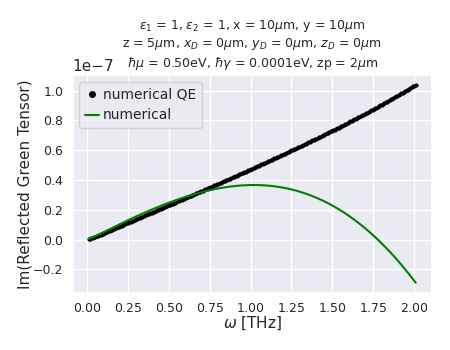 ε₁ = 1, ε₂ = 1, x = 10μm, y = 10μm
z = 5μm, x_D = 0μm, y_D = 0μm, z_D = 0μm
1e−7 ℏμ = 0.50eV, ℏγ = 0.0001eV, zp = 2μm
numerical QE
numerical
Im(Reflected Green Tensor)
1.0
0.8
0.6
0.4
0.2
0.0
−0.2
0.00 0.25 0.50 0.75 1.00 1.25 1.50 1.75 2.00
ω [THz]